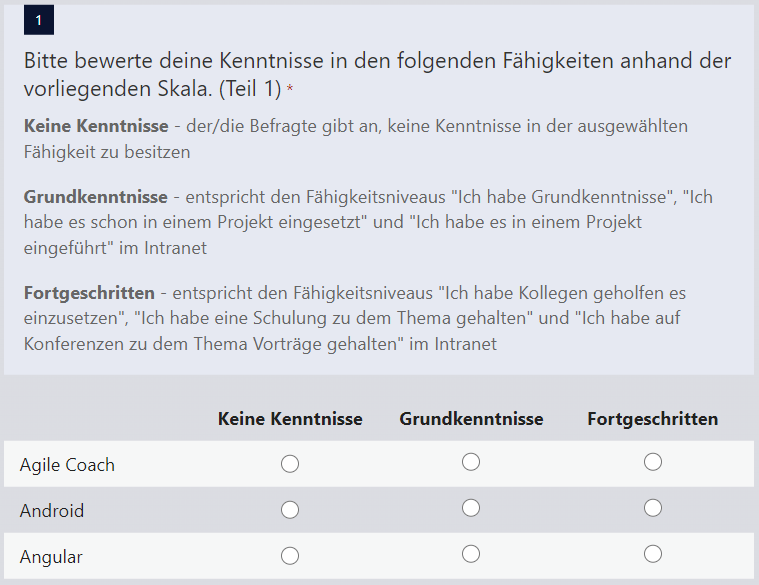 1
Bitte bewerte deine Kenntnisse in den folgenden Fähigkeiten anhand der
vorliegenden Skala. (Teil 1) *
Keine Kenntnisse - der/die Befragte gibt an, keine Kenntnisse in der ausgewählten
Fähigkeit zu besitzen
Grundkenntnisse - entspricht den Fähigkeitsniveaus "Ich habe Grundkenntnisse", "Ich
habe es schon in einem Projekt eingesetzt" und "Ich habe es in einem Projekt
eingeführt" im Intranet
Fortgeschritten - entspricht den Fähigkeitsniveaus "Ich habe Kollegen geholfen es
einzusetzen", "Ich habe eine Schulung zu dem Thema gehalten" und "Ich habe auf
Konferenzen zu dem Thema Vorträge gehalten" im Intranet
Keine Kenntnisse Grundkenntnisse Fortgeschritten
Agile Coach
Android
Angular